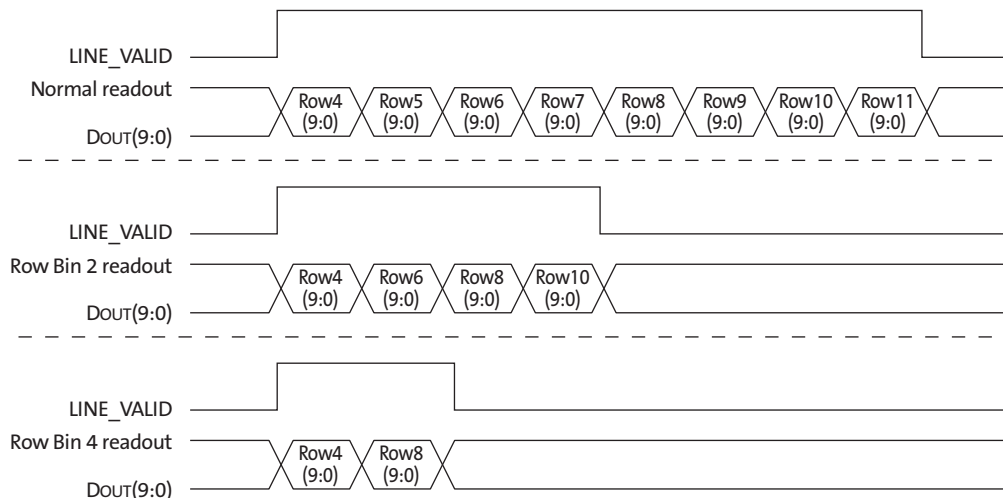 LINE_VALID
Normal readout
Row4 Row5 Row6 Row7 Row8 Row9 Row10 Row11
(9:0) (9:0) (9:0) (9:0) (9:0) (9:0) (9:0) (9:0)
DOUT(9:0)
LINE_VALID
Row Bin 2 readout
Row4 Row6 Row8 Row10
(9:0) (9:0) (9:0) (9:0)
DOUT(9:0)
LINE_VALID
Row Bin 4 readout
Row4 Row8
(9:0) (9:0)
DOUT(9:0)